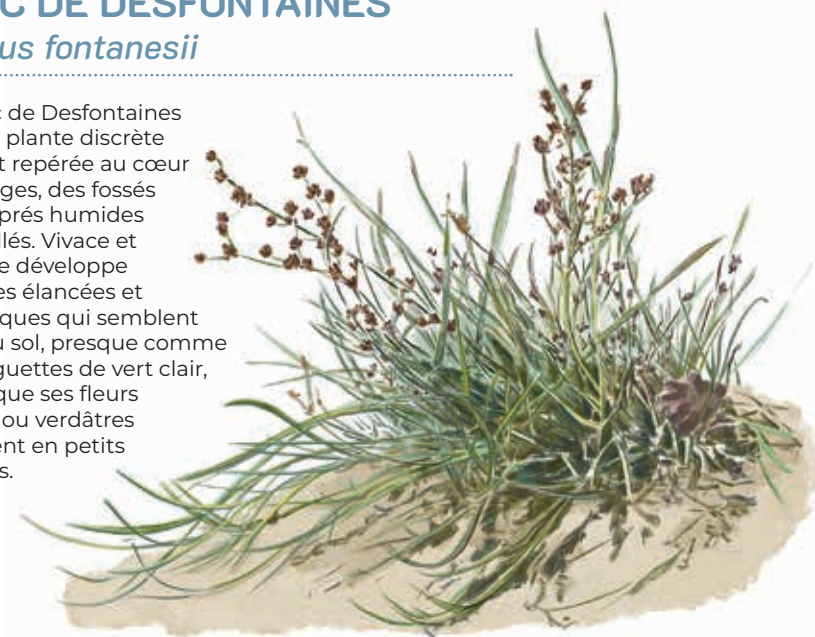 C DE DESFONTAINES
us fontanesii
c de Desfontaines
plante discrète
t repérée au cœur
ges, des fossés
prés humides
llés. Vivace et
e développe
es élancées et
ques qui semblent
u sol, presque comme
guettes de vert clair,
que ses fleurs
ou verdâtres
ent en petits
s.